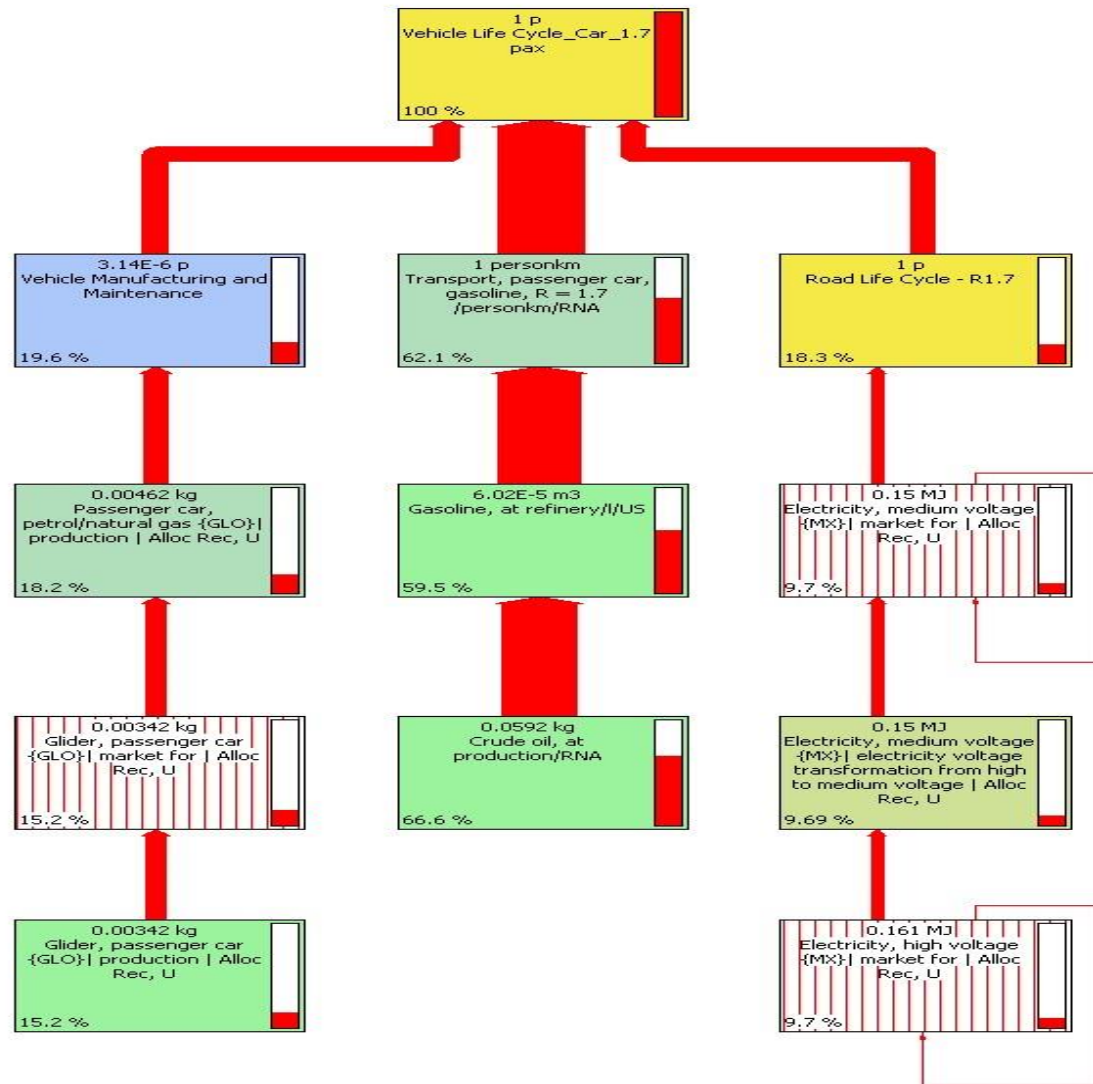 1 p
Vehicle Life Cycle_Car_1.7
pax
100 %
3.14E-6 p
Vehicle Manufacturing and
Maintenance
19.6 %
1 personkm
Transport, passenger car,
gasoline, R = 1.7
/personkm/RNA
62.1 %
1 p
Road Life Cycle - R1.7
18.3 %
0.00462 kg
Passenger car,
petrol/natural gas {GLO}|
production | Alloc Rec, U
18.2 %
6.02E-5 m3
Gasoline, at refinery/l/US
59.5 %
0.15 MJ
Electricity, medium voltage
{MX}| market for | Alloc
Rec, U
9.7 %
0.00342 kg
Glider, passenger car
{GLO}| market for | Alloc
Rec, U
15.2 %
0.0592 kg
Crude oil, at
production/RNA
66.6 %
0.15 MJ
Electricity, medium voltage
{MX}| electricity voltage
transformation from high
to medium voltage | Alloc
Rec, U
9.69 %
0.00342 kg
Glider, passenger car
{GLO}| production | Alloc
Rec, U
15.2 %
0.161 MJ
Electricity, high voltage
{MX}| market for | Alloc
Rec, U
9.7 %